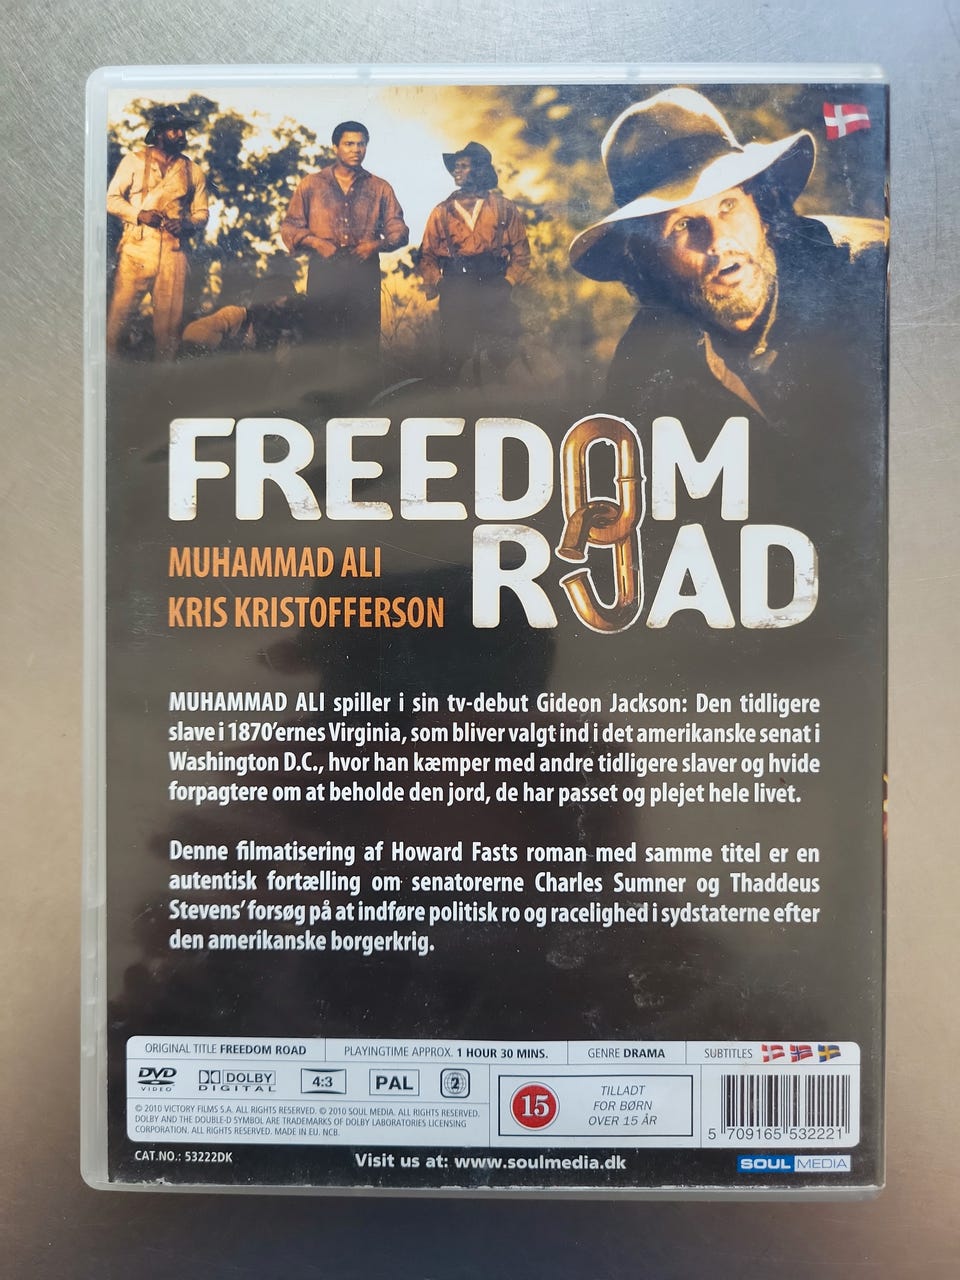 FREEDOM
ROAD
MUHAMMAD ALI
KRIS KRISTOFFERSON
MUHAMMAD ALI spiller i sin tv-debut Gideon Jackson: Den tidligere
slave i 1870'ernes Virginia, som bliver valgt ind i det amerikanske senat i
Washington D.C., hvor han kæmper med andre tidligere slaver og hvide
forpagtere om at beholde den jord, de har passet og plejet hele livet.
Denne filmatisering af Howard Fasts roman med samme titel er en
autentisk fortælling om senatorerne Charles Sumner og Thaddeus
Stevens' forsøg på at indføre politisk ro og racelighed i sydstaterne efter
den amerikanske borgerkrig.
ORIGINAL TITLE FREEDOM ROAD PLAYINGTIME APPROX. 1 HOUR 30 MINS. GENRE DRAMA SUBTITLES
DVD VIDEO DOLBY DIGITAL 4:3 PAL 2
© 2010 VICTORY FILMS S.A. ALL RIGHTS RESERVED. © 2010 SOUL MEDIA. ALL RIGHTS RESERVED.
DOLBY AND THE DOUBLE-D SYMBOL ARE TRADEMARKS OF DOLBY LABORATORIES LICENSING
CORPORATION. ALL RIGHTS RESERVED. MADE IN EU. NCB.
15
TILLADT
FOR BØRN
OVER 15 ÅR
5 709165 532221
CAT.NO.: 53222DK
Visit us at: www.soulmedia.dk
SOUL MEDIA